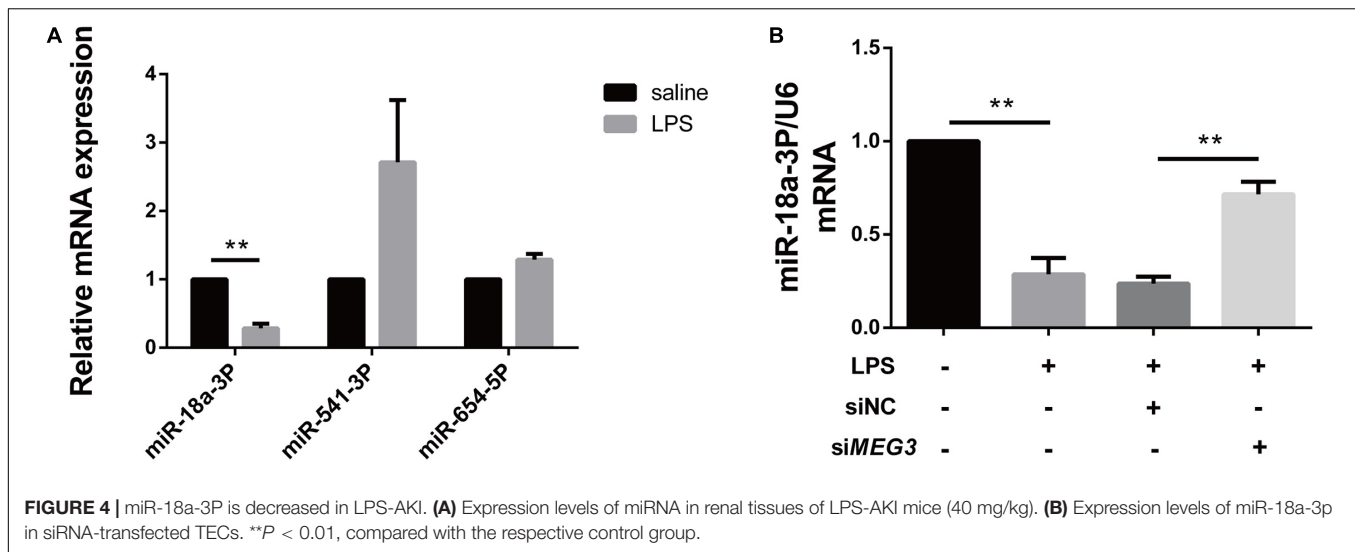 A
Relative mRNA expression
4
3
2
1
0
**
saline
LPS
miR-18a-3P
miR-541-3P
miR-654-5P
B
miR-18a-3P/U6
mRNA
1.5
1.0
0.5
0.0
**
**
LPS - + + +
siNC - - + -
siMEG3 - - - +
FIGURE 4 | miR-18a-3P is decreased in LPS-AKI. (A) Expression levels of miRNA in renal tissues of LPS-AKI mice (40 mg/kg). (B) Expression levels of miR-18a-3p
in siRNA-transfected TECs. **P < 0.01, compared with the respective control group.